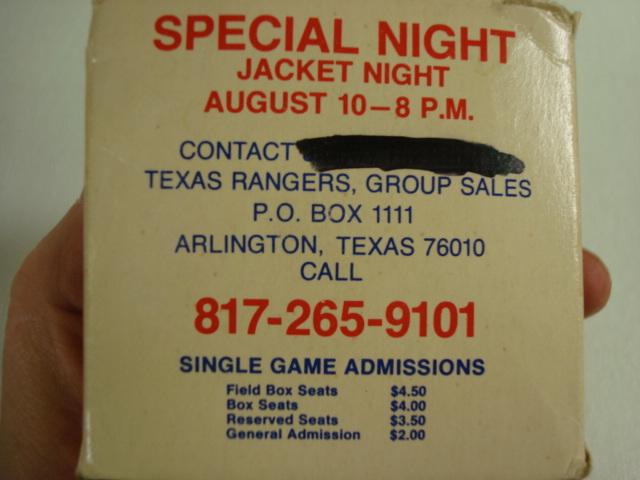 SPECIAL NIGHT
JACKET NIGHT
AUGUST 10—8 P.M.
CONTACT
TEXAS RANGERS, GROUP SALES
P.O. BOX 1111
ARLINGTON, TEXAS 76010
CALL
817-265-9101
SINGLE GAME ADMISSIONS
Field Box Seats $4.50
Box Seats $4.00
Reserved Seats $3.50
General Admission $2.00